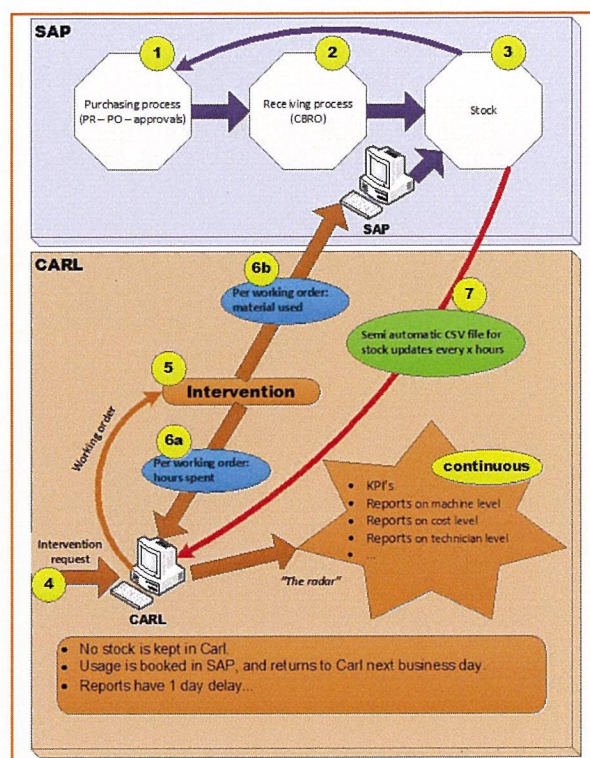 SAP
1
2
3
Purchasing process
(PR – PO – approvals)
Receiving process
(CBRO)
Stock
SAP
CARL
6b
Per working order:
material used
7
Semi automatic CSV file for
stock updates every x hours
5
Intervention
Working order
6a
Per working order:
hours spent
continuous
• KPI's
• Reports on machine level
• Reports on cost level
• Reports on technician level
• ...
Intervention
request
4
"The radar"
CARL
• No stock is kept in Carl.
• Usage is booked in SAP, and returns to Carl next business day.
• Reports have 1 day delay...